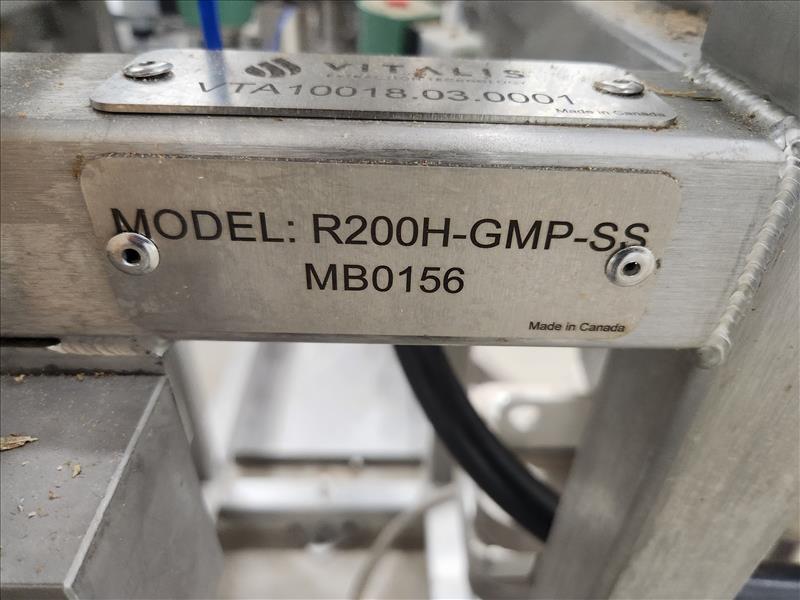 VITALIS
VTA10018.03.0001
Made in Canada
MODEL: R200H-GMP-SS
MB0156
Made in Canada